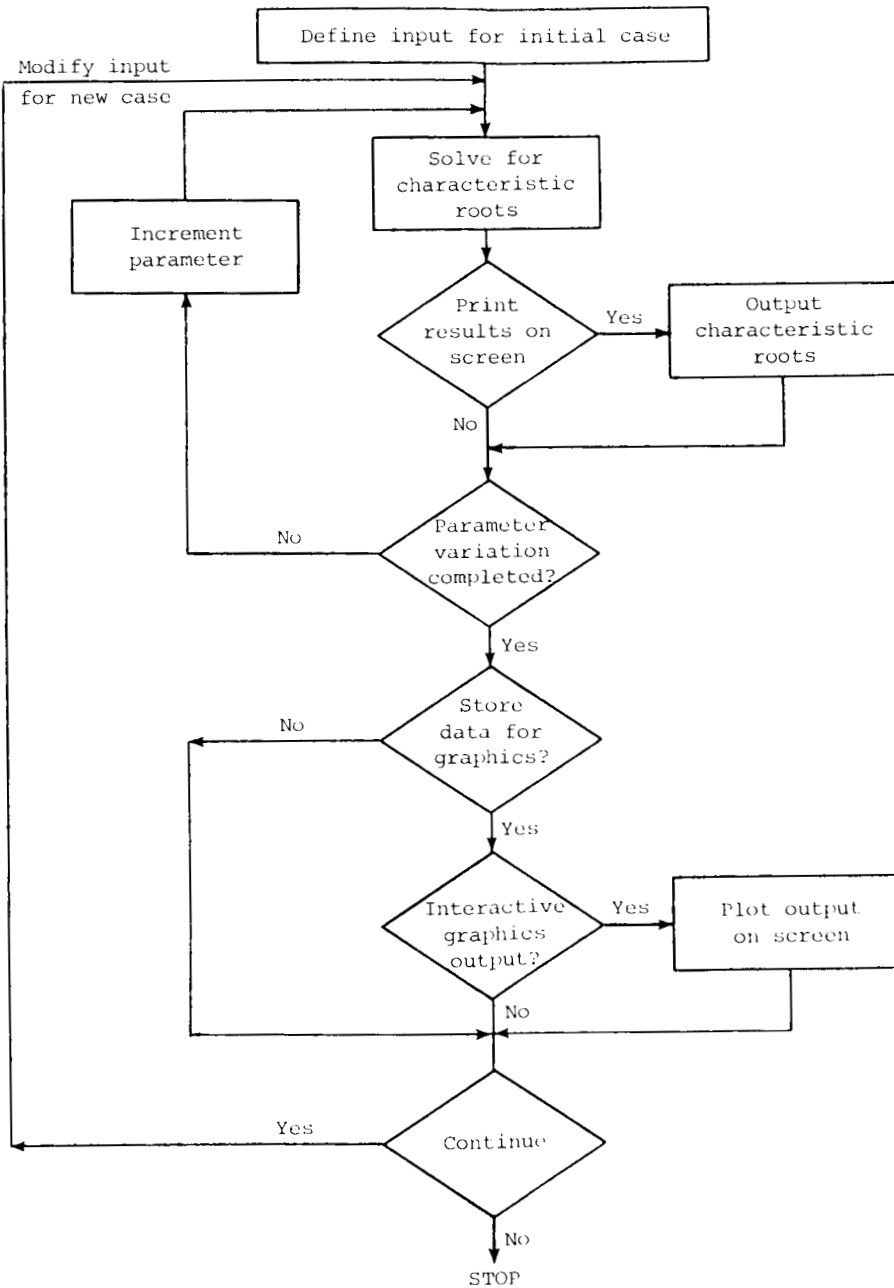 Define input for initial case
Modify input
for new case
Solve for
characteristic
roots
Increment
parameter
Print
results on
screen
Yes
Output
characteristic
roots
No
No
Parameter
variation
completed?
Yes
Store
data for
graphics?
No
Yes
Interactive
graphics
output?
Yes
Plot output
on screen
No
Yes
Continue
No
STOP